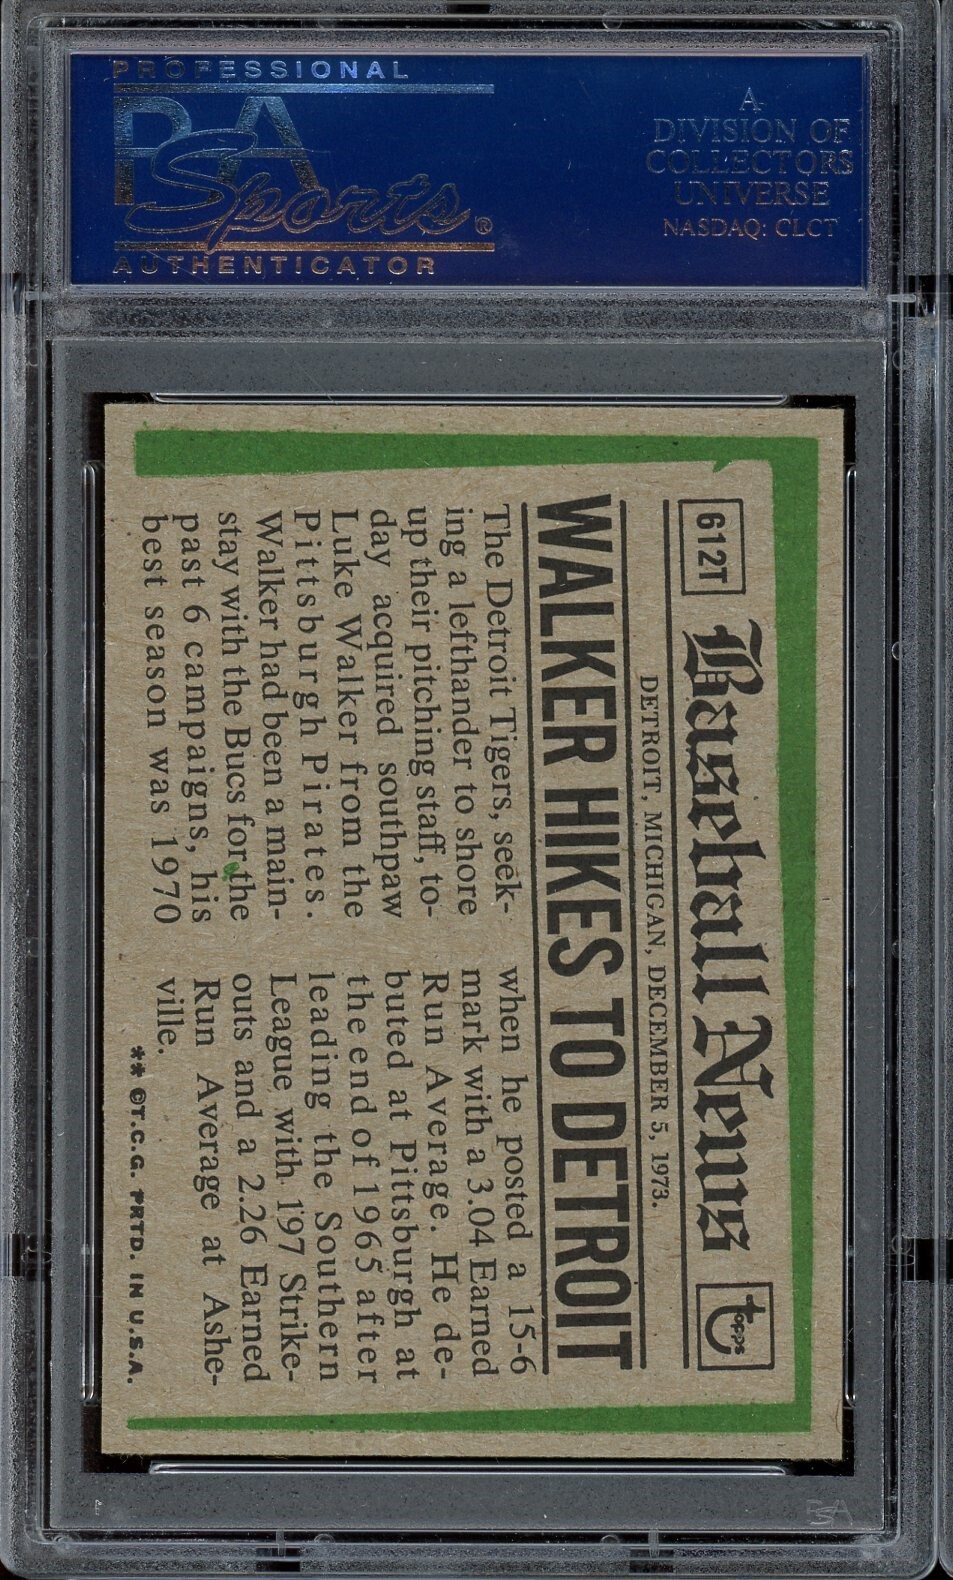 PROFESSIONAL
PSA
Sports®
AUTHENTICATOR
A
DIVISION OF
COLLECTORS
UNIVERSE
NASDAQ: CLCT
612T
Baseball News
topps
DETROIT, MICHIGAN, DECEMBER 5, 1973.
WALKER HIKES TO DETROIT
The Detroit Tigers, seek-
ing a lefthander to shore
up their pitching staff, to-
day acquired southpaw
Luke Walker from the
Pittsburgh Pirates.
Walker had been a main-
stay with the Bucs for the
past 6 campaigns, his
best season was 1970
when he posted a 15-6
mark with a 3.04 Earned
Run Average. He de-
buted at Pittsburgh at
the end of 1965 after
leading the Southern
League with 197 Strike-
outs and a 2.26 Earned
Run Average at Ashe-
ville.
** ©T.C.G. PRTD. IN U.S.A.
PSA